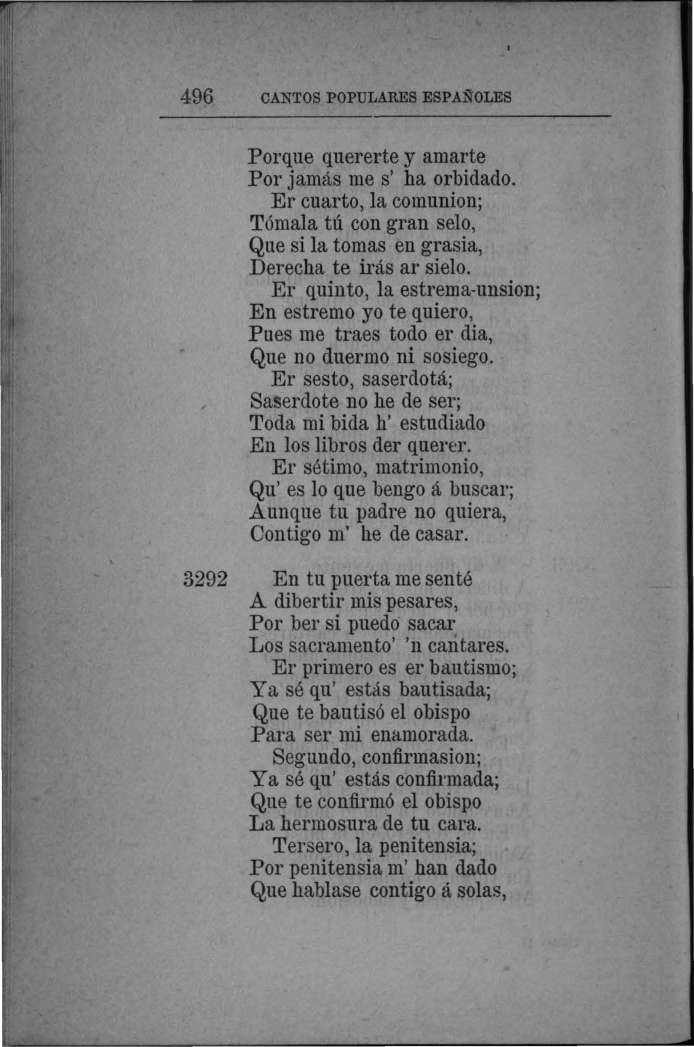 496 CANTOS POPULARES ESPAÑOLES
Porque quererte y amarte
Por jamás me s' ha orbidado.
Er cuarto, la comunion;
Tómala tú con gran selo,
Que si la tomas en grasia,
Derecha te irás ar sielo.
Er quinto, la estrema-unsion;
En estremo yo te quiero,
Pues me traes todo er dia,
Que no duermo ni sosiego.
Er sesto, saserdotá;
Saserdote no he de ser;
Toda mi bida h' estudiado
En los libros der querer.
Er sétimo, matrimonio,
Qu' es lo que bengo á buscar;
Aunque tu padre no quiera,
Contigo m' he de casar.
3292 En tu puerta me senté
A dibertir mis pesares,
Por ber si puedo sacar
Los sacramento' 'n cantares.
Er primero es er bautismo;
Ya sé qu' estás bautisada;
Que te bautisó el obispo
Para ser mi enamorada.
Segundo, confirmasion;
Ya sé qu' estás confirmada;
Que te confirmó el obispo
La hermosura de tu cara.
Tersero, la penitensia;
Por penitensia m' han dado
Que hablase contigo á solas,